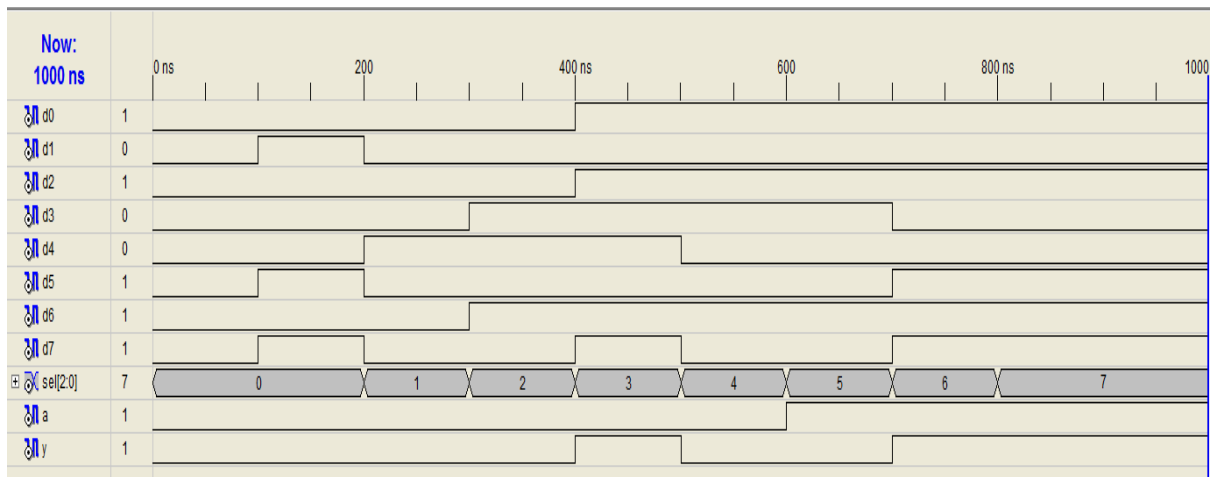 Now:
1000 ns
0 ns 200 400 ns 600 800 ns 1000
d0 1
d1 0
d2 1
d3 0
d4 0
d5 1
d6 1
d7 1
sel[2:0] 7 0 1 2 3 4 5 6 7
a 1
y 1